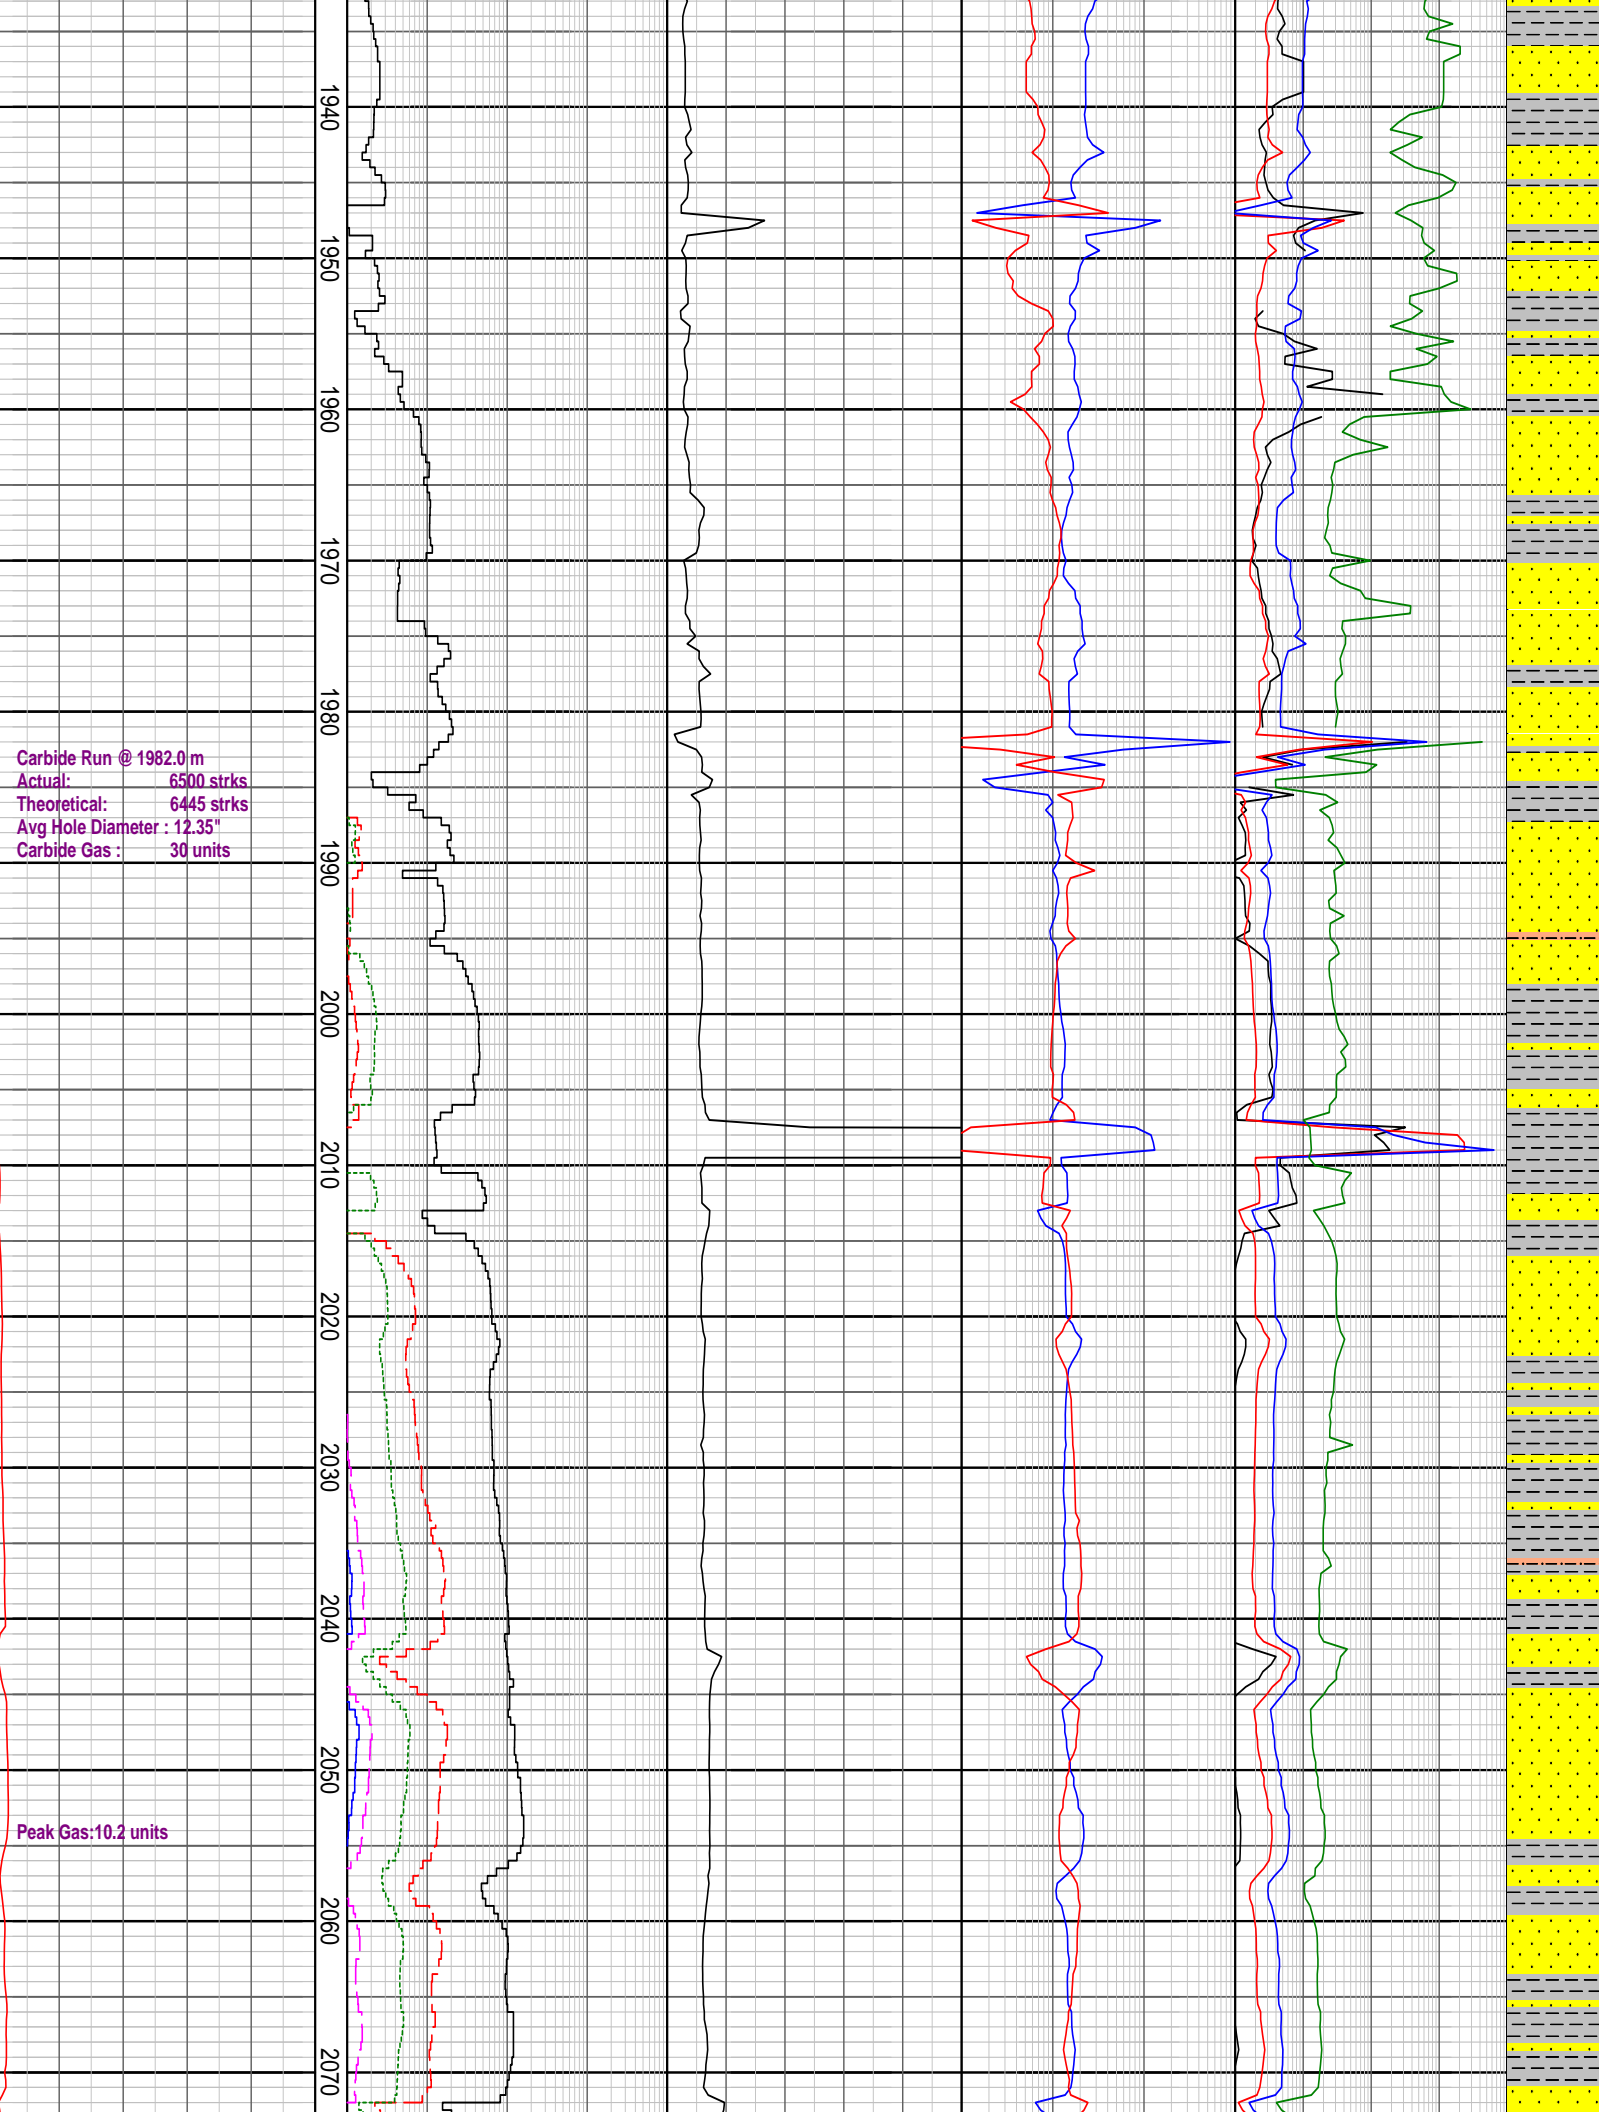 1940
1950
1960
1970
1980
Carbide Run @ 1982.0 m
Actual: 6500 strks
Theoretical: 6445 strks
Avg Hole Diameter : 12.35"
Carbide Gas : 30 units
1990
2000
2010
2020
2030
2040
2050
Peak Gas:10.2 units
2060
2070